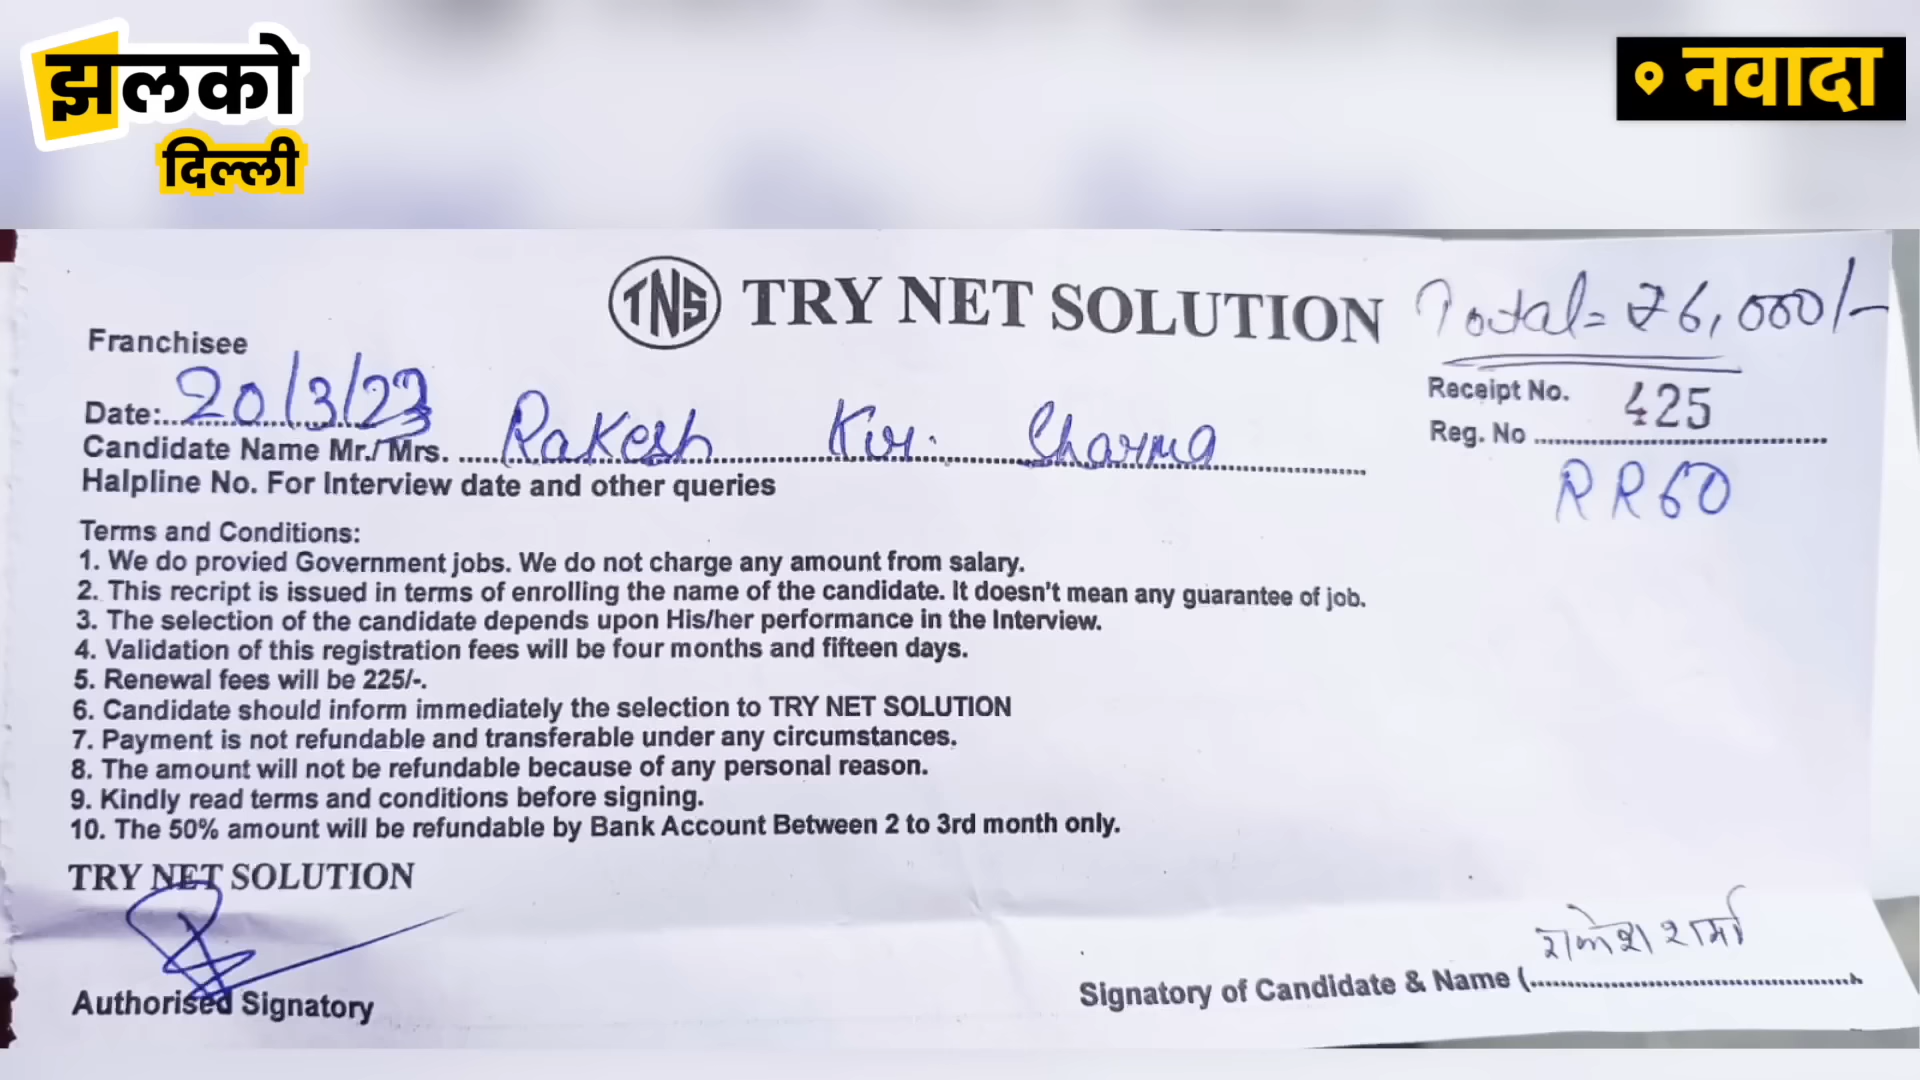 झलको
दिल्ली
नवादा
TNS TRY NET SOLUTION
Total = ₹6,000/-
Franchisee
Receipt No. 425
Date: 20/3/23
Reg. No RR60
Candidate Name Mr./ Mrs. Rakesh Kr. Sharma
Halpline No. For Interview date and other queries
Terms and Conditions:
1. We do provied Government jobs. We do not charge any amount from salary.
2. This recript is issued in terms of enrolling the name of the candidate. It doesn't mean any guarantee of job.
3. The selection of the candidate depends upon His/her performance in the Interview.
4. Validation of this registration fees will be four months and fifteen days.
5. Renewal fees will be 225/-.
6. Candidate should inform immediately the selection to TRY NET SOLUTION
7. Payment is not refundable and transferable under any circumstances.
8. The amount will not be refundable because of any personal reason.
9. Kindly read terms and conditions before signing.
10. The 50% amount will be refundable by Bank Account Between 2 to 3rd month only.
TRY NET SOLUTION
राकेश शर्मा
Authorised Signatory
Signatory of Candidate & Name (